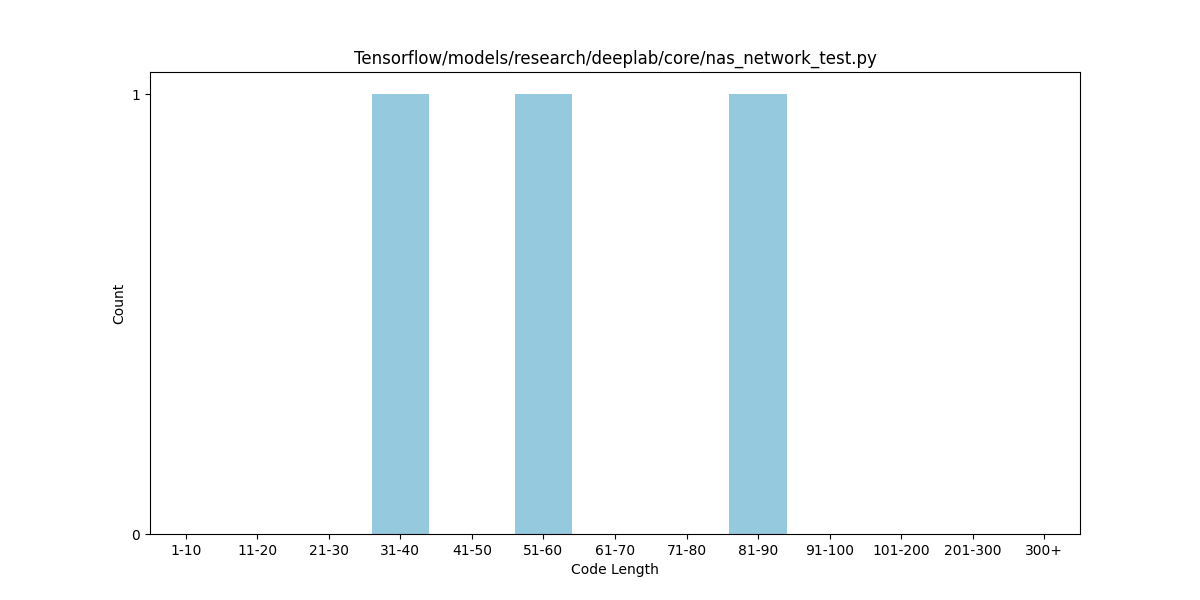 Tensorflow/models/research/deeplab/core/nas_network_test.py
1
Count
0
1-10 11-20 21-30 31-40 41-50 51-60 61-70 71-80 81-90 91-100 101-200 201-300 300+
Code Length